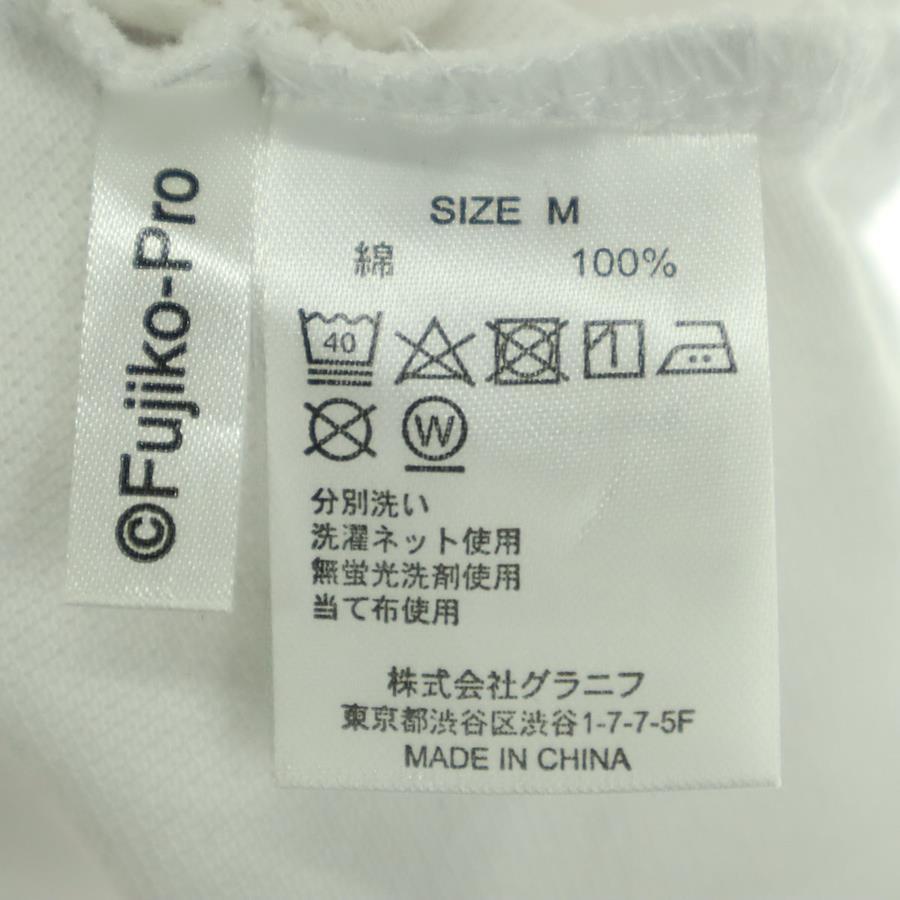 ©Fujiko-Pro
SIZE M
綿 100%
40
W
分別洗い
洗濯ネット使用
無蛍光洗剤使用
当て布使用
株式会社グラニフ
東京都渋谷区渋谷1-7-7-5F
MADE IN CHINA